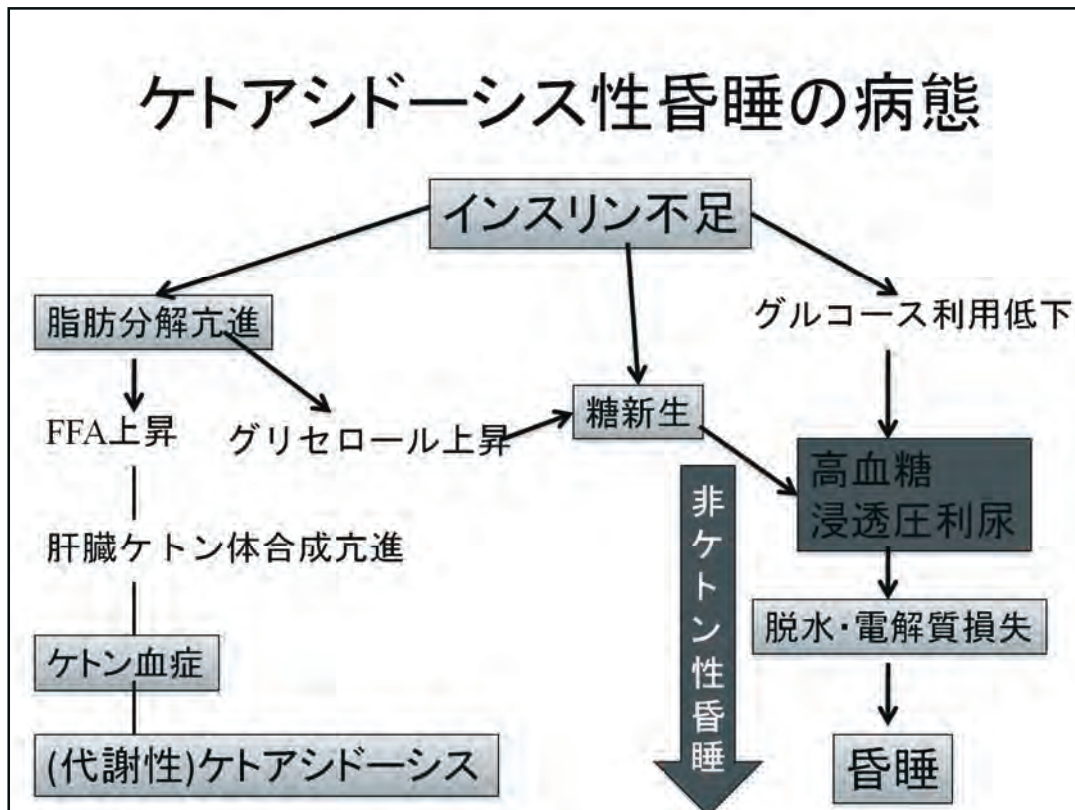 ケトアシドーシス性昏睡の病態
インスリン不足
脂肪分解亢進
グルコース利用低下
FFA上昇
グリセロール上昇
糖新生
高血糖
浸透圧利尿
肝臓ケトン体合成亢進
非ケトン性昏睡
脱水・電解質損失
ケトン血症
(代謝性)ケトアシドーシス
昏睡